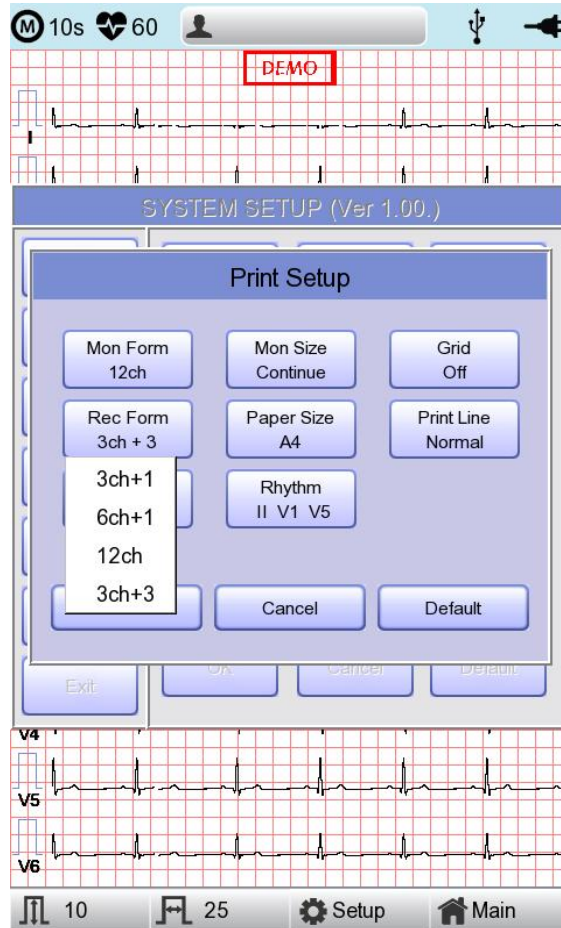 M 10s 60
DEMO
I
SYSTEM SETUP (Ver 1.00.)
Print Setup
Mon Form
12ch
Mon Size
Continue
Grid
Off
Rec Form
3ch + 3
Paper Size
A4
Print Line
Normal
3ch+1
6ch+1
12ch
3ch+3
Rhythm
II V1 V5
Cancel
Default
Exit
OK
Cancel
Default
V4
V5
V6
10
25
Setup
Main